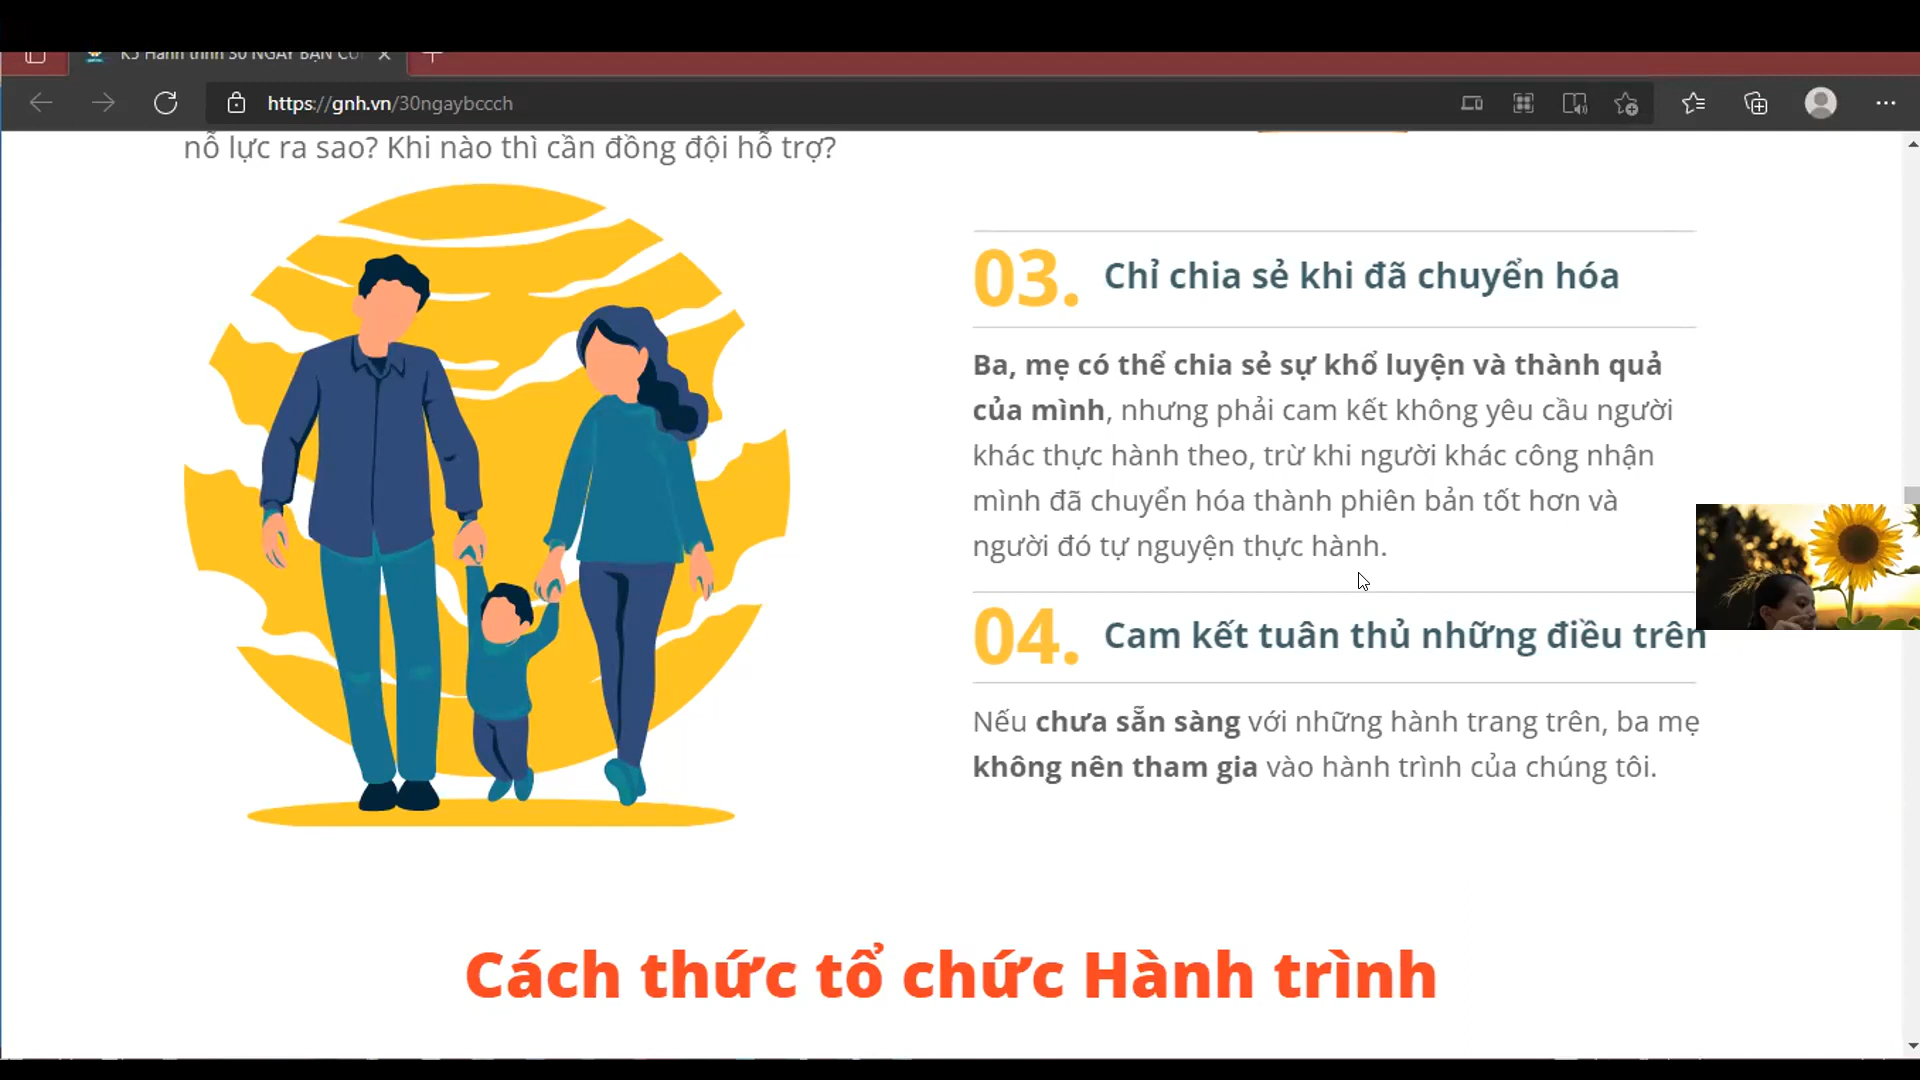 https://gnh.vn/30ngaybccch
nỗ lực ra sao? Khi nào thì cần đồng đội hỗ trợ?
03. Chỉ chia sẻ khi đã chuyển hóa
Ba, mẹ có thể chia sẻ sự khổ luyện và thành quả
của mình, nhưng phải cam kết không yêu cầu người
khác thực hành theo, trừ khi người khác công nhận
mình đã chuyển hóa thành phiên bản tốt hơn và
người đó tự nguyện thực hành.
04. Cam kết tuân thủ những điều trên
Nếu chưa sẵn sàng với những hành trang trên, ba mẹ
không nên tham gia vào hành trình của chúng tôi.
Cách thức tổ chức Hành trình